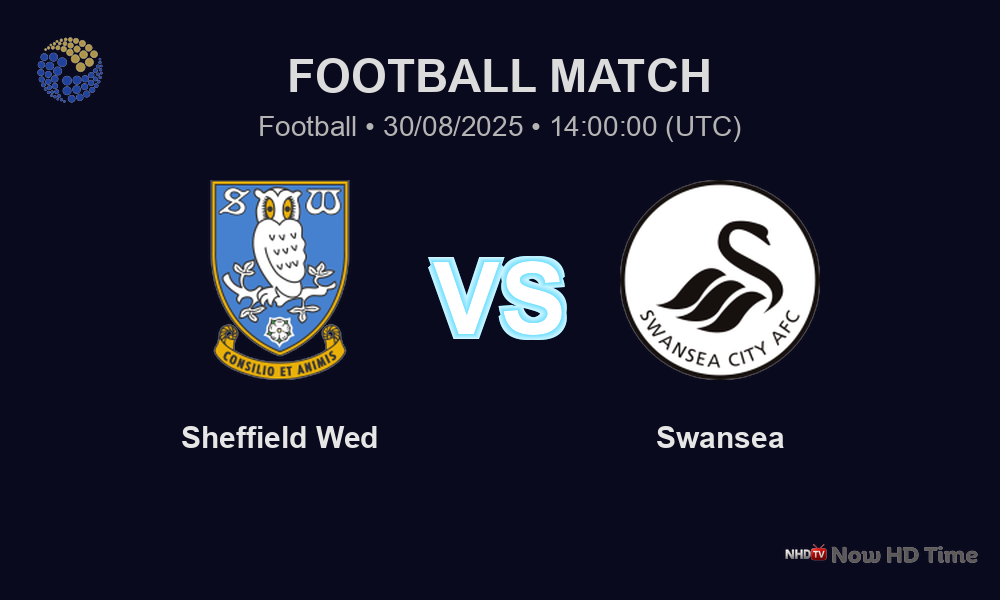 FOOTBALL MATCH
Football • 30/08/2025 • 14:00:00 (UTC)
S W
CONSILIO ET ANIMIS
VS
SWANSEA CITY AFC
Sheffield Wed
Swansea
NHDTV Now HD Time